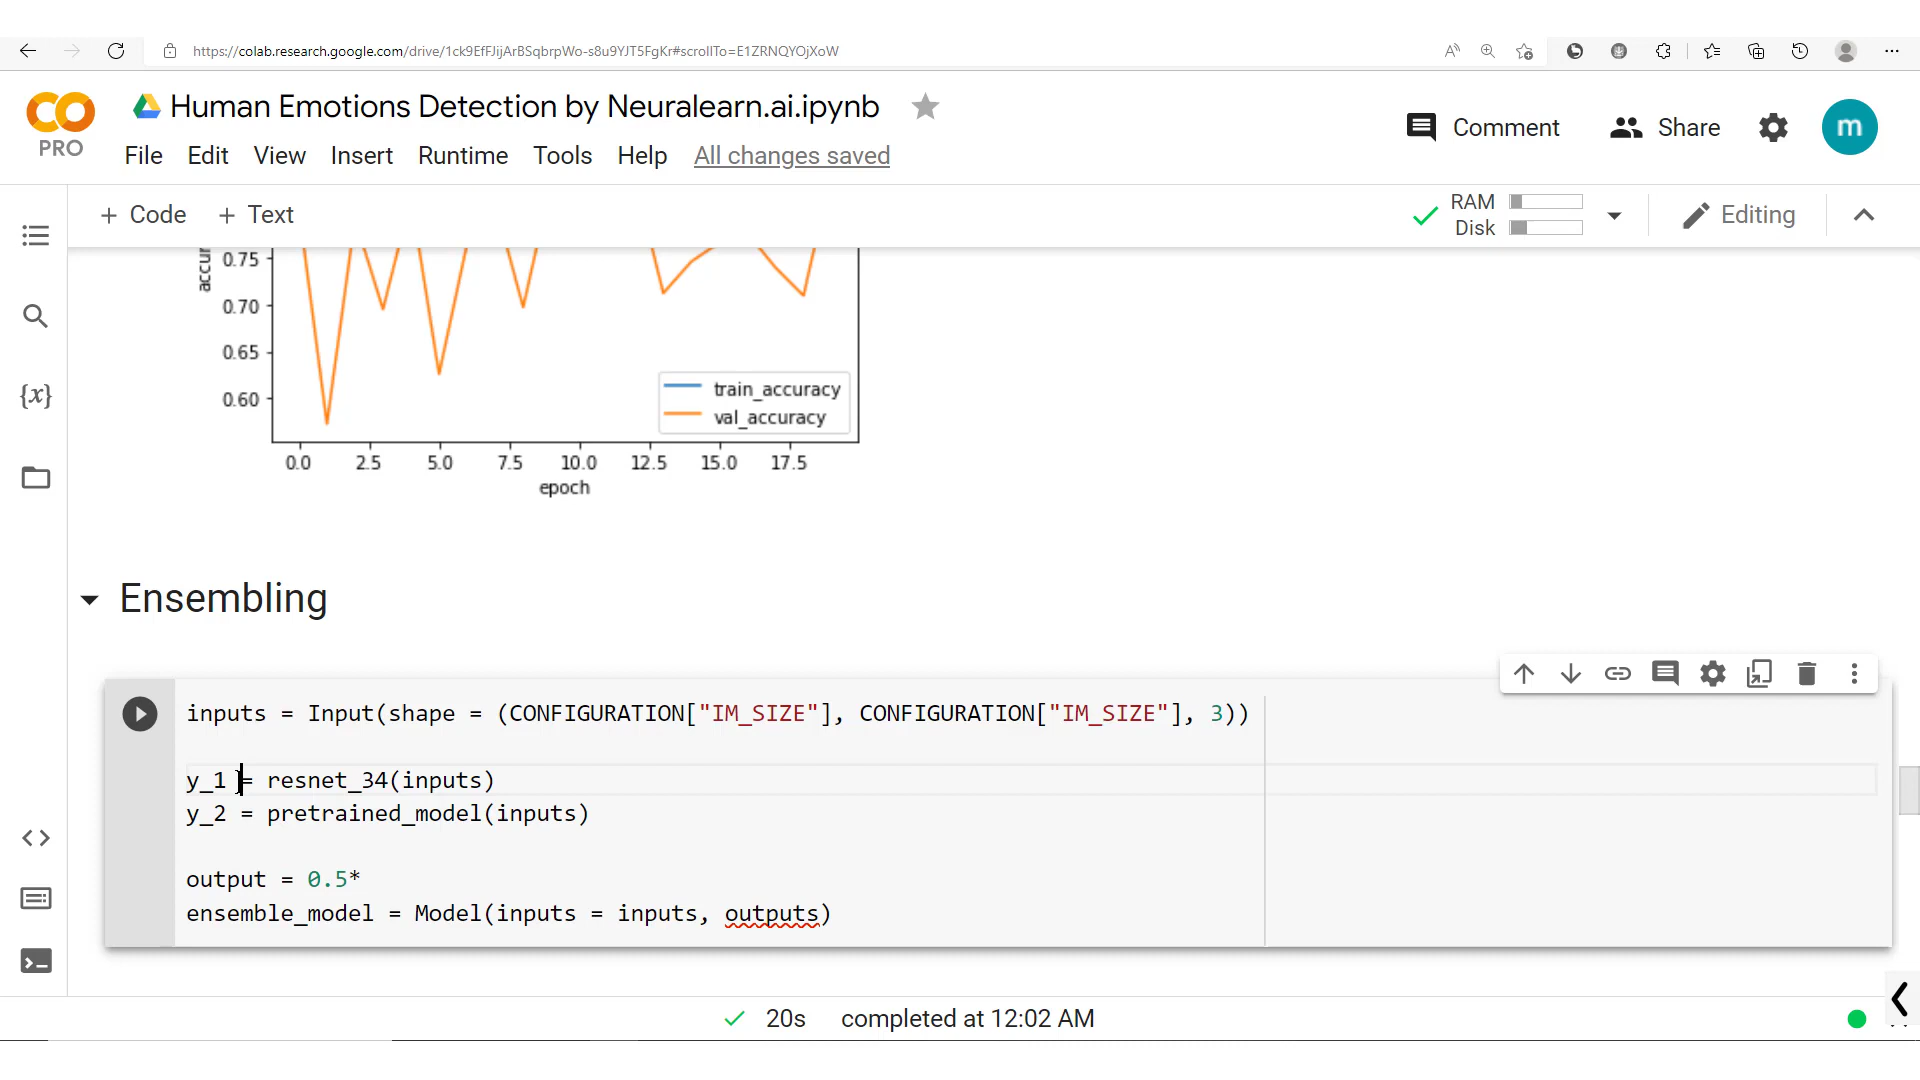 https://colab.research.google.com/drive/1ck9EfFJijArBSqbrpWo-s8u9YJT5FgKr#scrollTo=E1ZRNQYOjXoW
CO
PRO
Human Emotions Detection by Neuralearn.ai.ipynb
File Edit View Insert Runtime Tools Help All changes saved
Comment Share m
+ Code + Text
RAM
Disk
Editing
accur
0.75
0.70
0.65
0.60
train_accuracy
val_accuracy
0.0 2.5 5.0 7.5 10.0 12.5 15.0 17.5
epoch
Ensembling
inputs = Input(shape = (CONFIGURATION["IM_SIZE"], CONFIGURATION["IM_SIZE"], 3))
y_1 = resnet_34(inputs)
y_2 = pretrained_model(inputs)
output = 0.5*
ensemble_model = Model(inputs = inputs, outputs)
20s completed at 12:02 AM